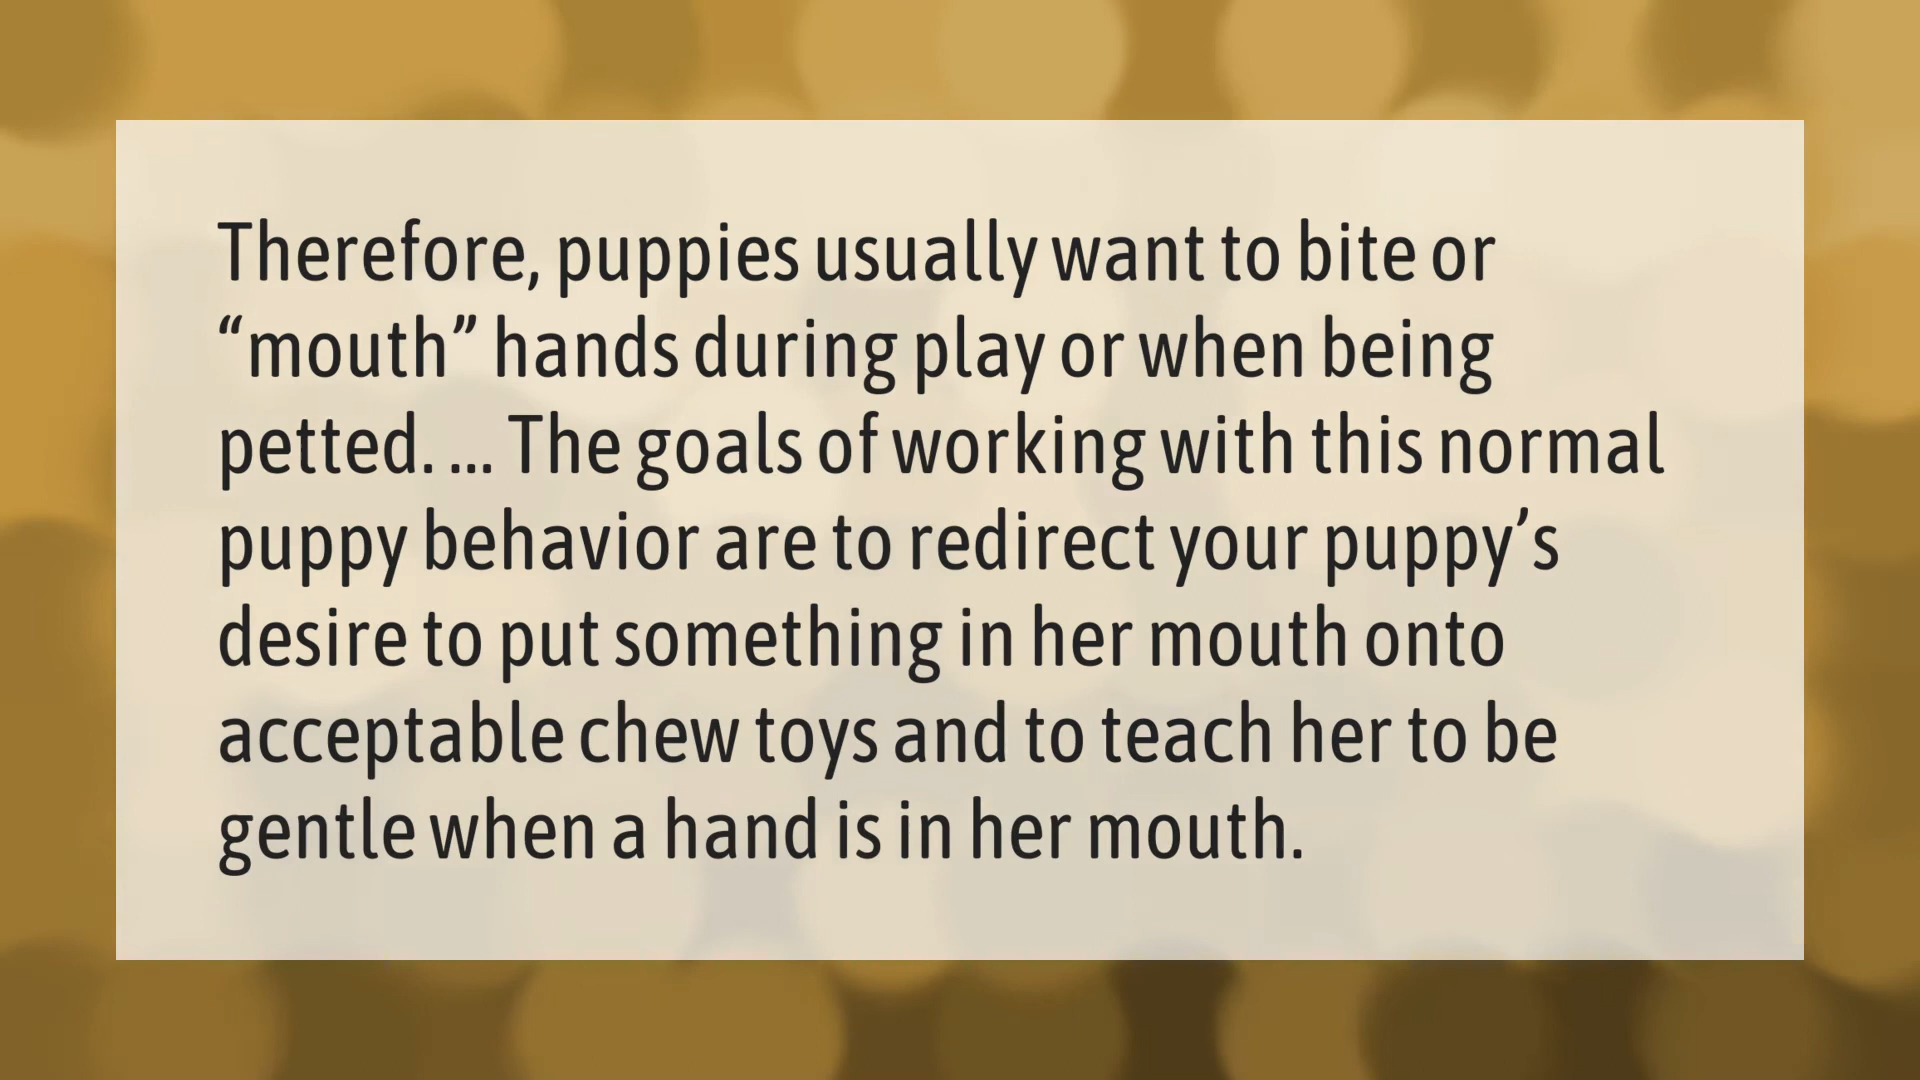 Therefore, puppies usually want to bite or
“mouth” hands during play or when being
petted. ... The goals of working with this normal
puppy behavior are to redirect your puppy’s
desire to put something in her mouth onto
acceptable chew toys and to teach her to be
gentle when a hand is in her mouth.